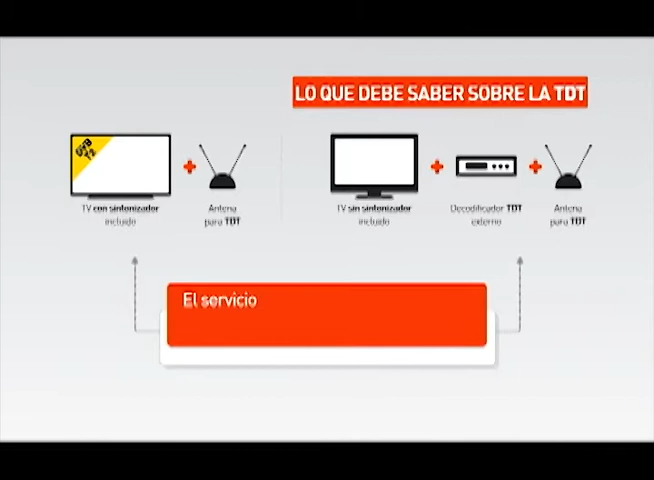 LO QUE DEBE SABER SOBRE LA TDT
DVB
T2
TV con sintonizador
incluido
Antena
para TDT
TV sin sintonizador
incluido
Decodificador TDT
externo
Antena
para TDT
El servicio